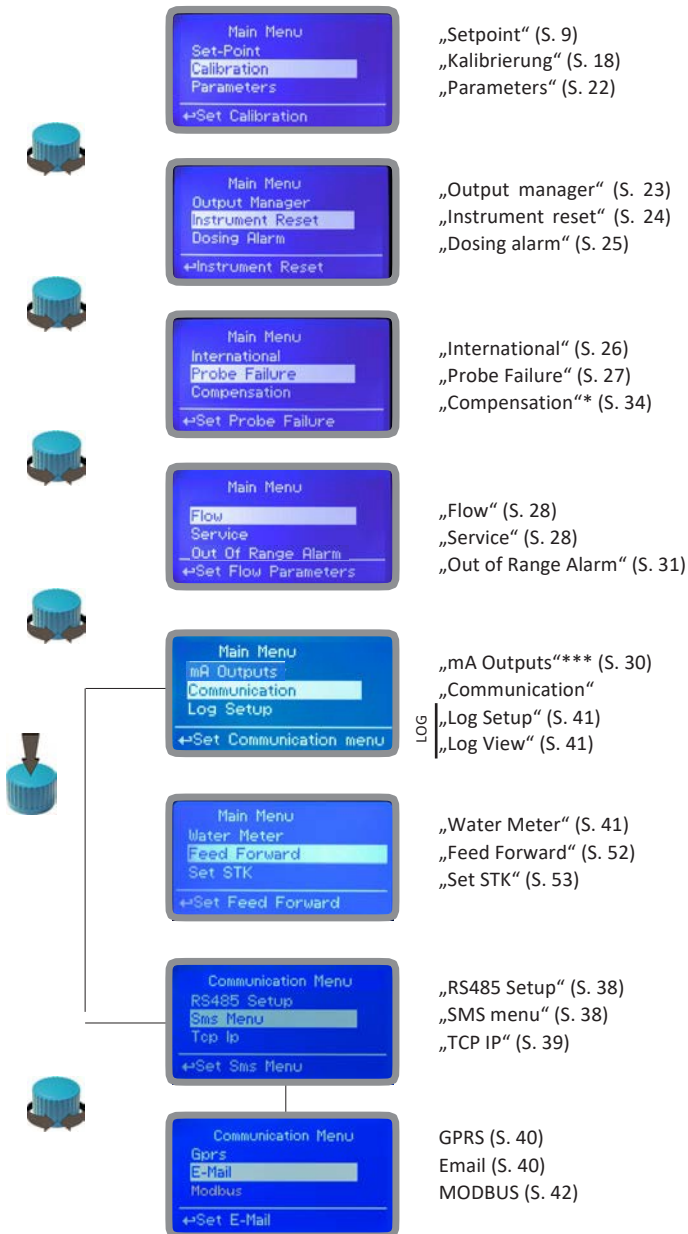 Main Menu
Set-Point
Calibration
Parameters
↩Set Calibration
„Setpoint“ (S. 9)
„Kalibrierung“ (S. 18)
„Parameters“ (S. 22)
Main Menu
Output Manager
Instrument Reset
Dosing Alarm
↩Instrument Reset
„Output manager“ (S. 23)
„Instrument reset“ (S. 24)
„Dosing alarm“ (S. 25)
Main Menu
International
Probe Failure
Compensation
↩Set Probe Failure
„International“ (S. 26)
„Probe Failure“ (S. 27)
„Compensation“* (S. 34)
Main Menu
Flow
Service
Out Of Range Alarm
↩Set Flow Parameters
„Flow“ (S. 28)
„Service“ (S. 28)
„Out of Range Alarm“ (S. 31)
Main Menu
mA Outputs
Communication
Log Setup
↩Set Communication menu
„mA Outputs“*** (S. 30)
„Communication“
LOG
„Log Setup“ (S. 41)
„Log View“ (S. 41)
Main Menu
Water Meter
Feed Forward
Set STK
↩Set Feed Forward
„Water Meter“ (S. 41)
„Feed Forward“ (S. 52)
„Set STK“ (S. 53)
Communication Menu
RS485 Setup
Sms Menu
Tcp Ip
↩Set Sms Menu
„RS485 Setup“ (S. 38)
„SMS menu“ (S. 38)
„TCP IP“ (S. 39)
Communication Menu
Gprs
E-Mail
Modbus
↩Set E-Mail
GPRS (S. 40)
Email (S. 40)
MODBUS (S. 42)